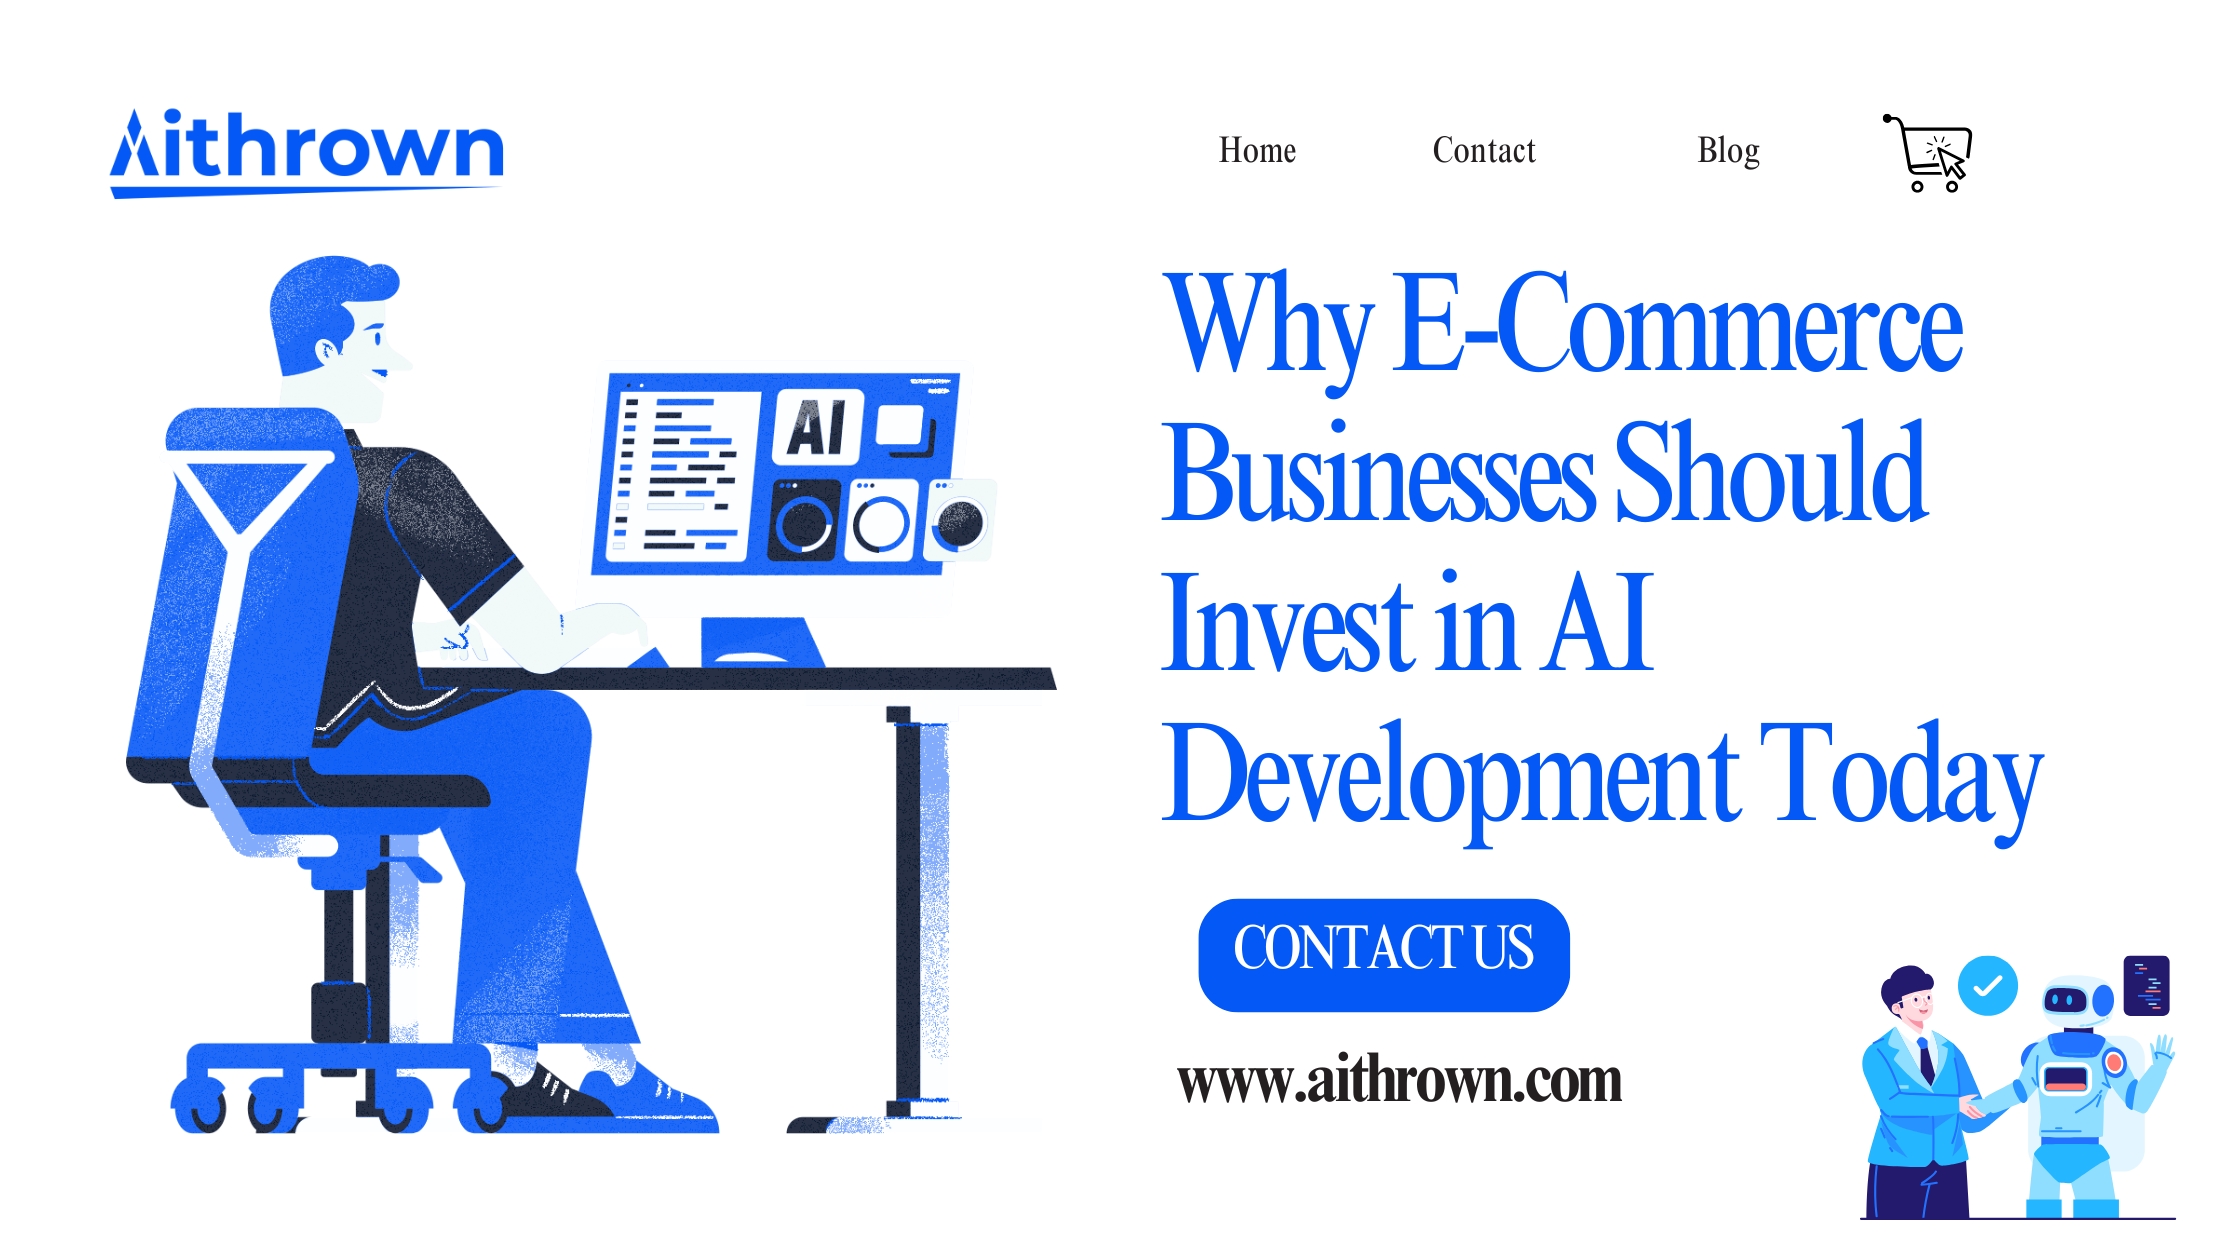 Aithrown
Home
Contact
Blog
Why E-Commerce
Businesses Should
Invest in AI
Development Today
AI
CONTACT US
www.aithrown.com